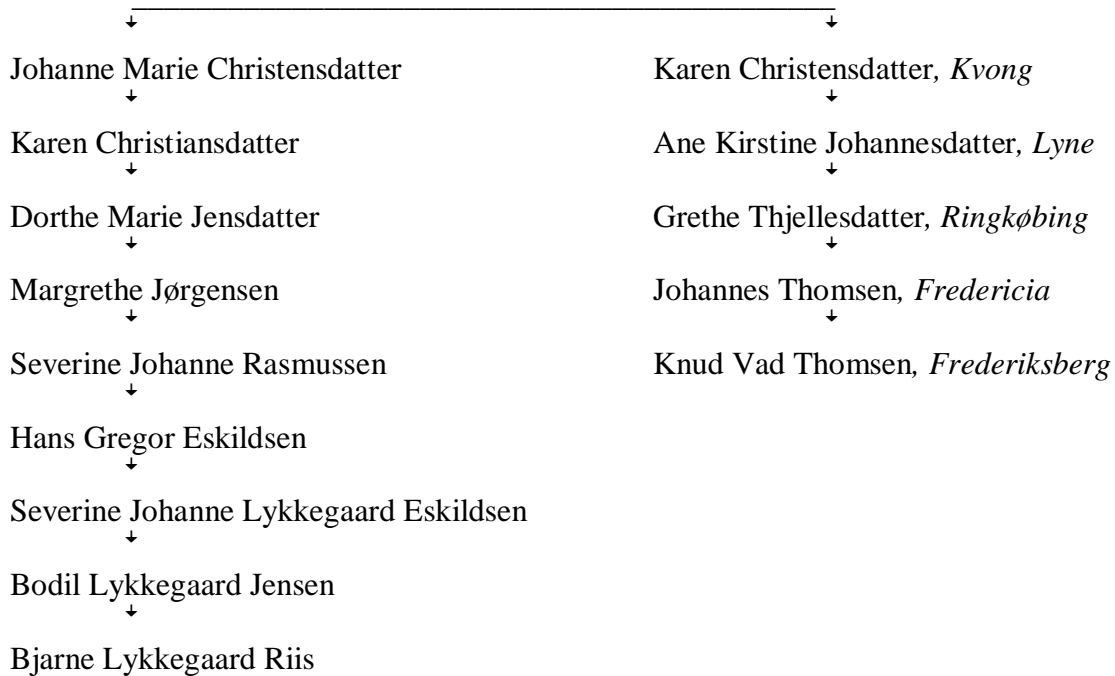 Johanne Marie Christensdatter Karen Christensdatter, Kvong
Karen Christiansdatter Ane Kirstine Johannesdatter, Lyne
Dorthe Marie Jensdatter Grethe Thjellesdatter, Ringkøbing
Margrethe Jørgensen Johannes Thomsen, Fredericia
Severine Johanne Rasmussen Knud Vad Thomsen, Frederiksberg
Hans Gregor Eskildsen
Severine Johanne Lykkegaard Eskildsen
Bodil Lykkegaard Jensen
Bjarne Lykkegaard Riis